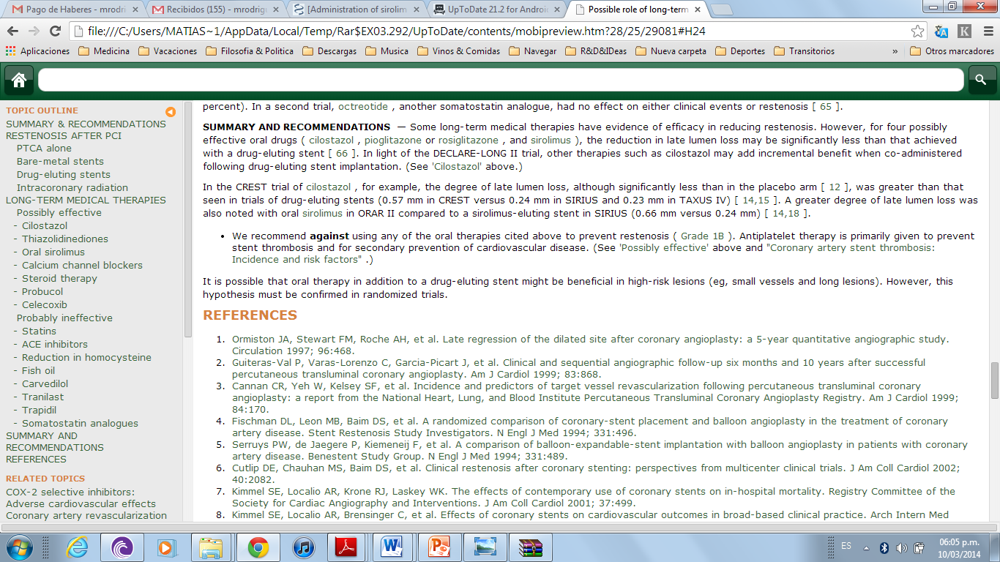 Pago de Haberes - mrodri
Recibidos (155) - mrodrig
[Administration of sirolim
UpToDate 21.2 for Androi
Possible role of long-term
file:///C:/Users/MATIAS~1/AppData/Local/Temp/Rar$EX03.292/UpToDate/contents/mobipreview.htm?28/25/29081#H24
Aplicaciones Medicina Vacaciones Filosofia & Politica Descargas Musica Vinos & Comidas Navegar R&D&IDeas Nueva carpeta Deportes Transitorios » Otros marcadores
TOPIC OUTLINE
SUMMARY & RECOMMENDATIONS
RESTENOSIS AFTER PCI
PTCA alone
Bare-metal stents
Drug-eluting stents
Intracoronary radiation
LONG-TERM MEDICAL THERAPIES
Possibly effective
- Cilostazol
- Thiazolidinediones
- Oral sirolimus
- Calcium channel blockers
- Steroid therapy
- Probucol
- Celecoxib
Probably ineffective
- Statins
- ACE inhibitors
- Reduction in homocysteine
- Fish oil
- Carvedilol
- Tranilast
- Trapidil
- Somatostatin analogues
SUMMARY AND
RECOMMENDATIONS
REFERENCES
RELATED TOPICS
COX-2 selective inhibitors:
Adverse cardiovascular effects
Coronary artery revascularization
percent). In a second trial, octreotide , another somatostatin analogue, had no effect on either clinical events or restenosis [ 65 ].
SUMMARY AND RECOMMENDATIONS — Some long-term medical therapies have evidence of efficacy in reducing restenosis. However, for four possibly
effective oral drugs ( cilostazol , pioglitazone or rosiglitazone , and sirolimus ), the reduction in late lumen loss may be significantly less than that achieved
with a drug-eluting stent [ 66 ]. In light of the DECLARE-LONG II trial, other therapies such as cilostazol may add incremental benefit when co-administered
following drug-eluting stent implantation. (See 'Cilostazol' above.)
In the CREST trial of cilostazol , for example, the degree of late lumen loss, although significantly less than in the placebo arm [ 12 ], was greater than that
seen in trials of drug-eluting stents (0.57 mm in CREST versus 0.24 mm in SIRIUS and 0.23 mm in TAXUS IV) [ 14,15 ]. A greater degree of late lumen loss was
also noted with oral sirolimus in ORAR II compared to a sirolimus-eluting stent in SIRIUS (0.66 mm versus 0.24 mm) [ 14,18 ].
• We recommend against using any of the oral therapies cited above to prevent restenosis ( Grade 1B ). Antiplatelet therapy is primarily given to prevent
stent thrombosis and for secondary prevention of cardiovascular disease. (See 'Possibly effective' above and "Coronary artery stent thrombosis:
Incidence and risk factors" .)
It is possible that oral therapy in addition to a drug-eluting stent might be beneficial in high-risk lesions (eg, small vessels and long lesions). However, this
hypothesis must be confirmed in randomized trials.
REFERENCES
1. Ormiston JA, Stewart FM, Roche AH, et al. Late regression of the dilated site after coronary angioplasty: a 5-year quantitative angiographic study.
Circulation 1997; 96:468.
2. Guiteras-Val P, Varas-Lorenzo C, Garcia-Picart J, et al. Clinical and sequential angiographic follow-up six months and 10 years after successful
percutaneous transluminal coronary angioplasty. Am J Cardiol 1999; 83:868.
3. Cannan CR, Yeh W, Kelsey SF, et al. Incidence and predictors of target vessel revascularization following percutaneous transluminal coronary
angioplasty: a report from the National Heart, Lung, and Blood Institute Percutaneous Transluminal Coronary Angioplasty Registry. Am J Cardiol 1999;
84:170.
4. Fischman DL, Leon MB, Baim DS, et al. A randomized comparison of coronary-stent placement and balloon angioplasty in the treatment of coronary
artery disease. Stent Restenosis Study Investigators. N Engl J Med 1994; 331:496.
5. Serruys PW, de Jaegere P, Kiemeneij F, et al. A comparison of balloon-expandable-stent implantation with balloon angioplasty in patients with coronary
artery disease. Benestent Study Group. N Engl J Med 1994; 331:489.
6. Cutlip DE, Chauhan MS, Baim DS, et al. Clinical restenosis after coronary stenting: perspectives from multicenter clinical trials. J Am Coll Cardiol 2002;
40:2082.
7. Kimmel SE, Localio AR, Krone RJ, Laskey WK. The effects of contemporary use of coronary stents on in-hospital mortality. Registry Committee of the
Society for Cardiac Angiography and Interventions. J Am Coll Cardiol 2001; 37:499.
8. Kimmel SE, Localio AR, Brensinger C, et al. Effects of coronary stents on cardiovascular outcomes in broad-based clinical practice. Arch Intern Med
ES
06:05 p.m.
10/03/2014